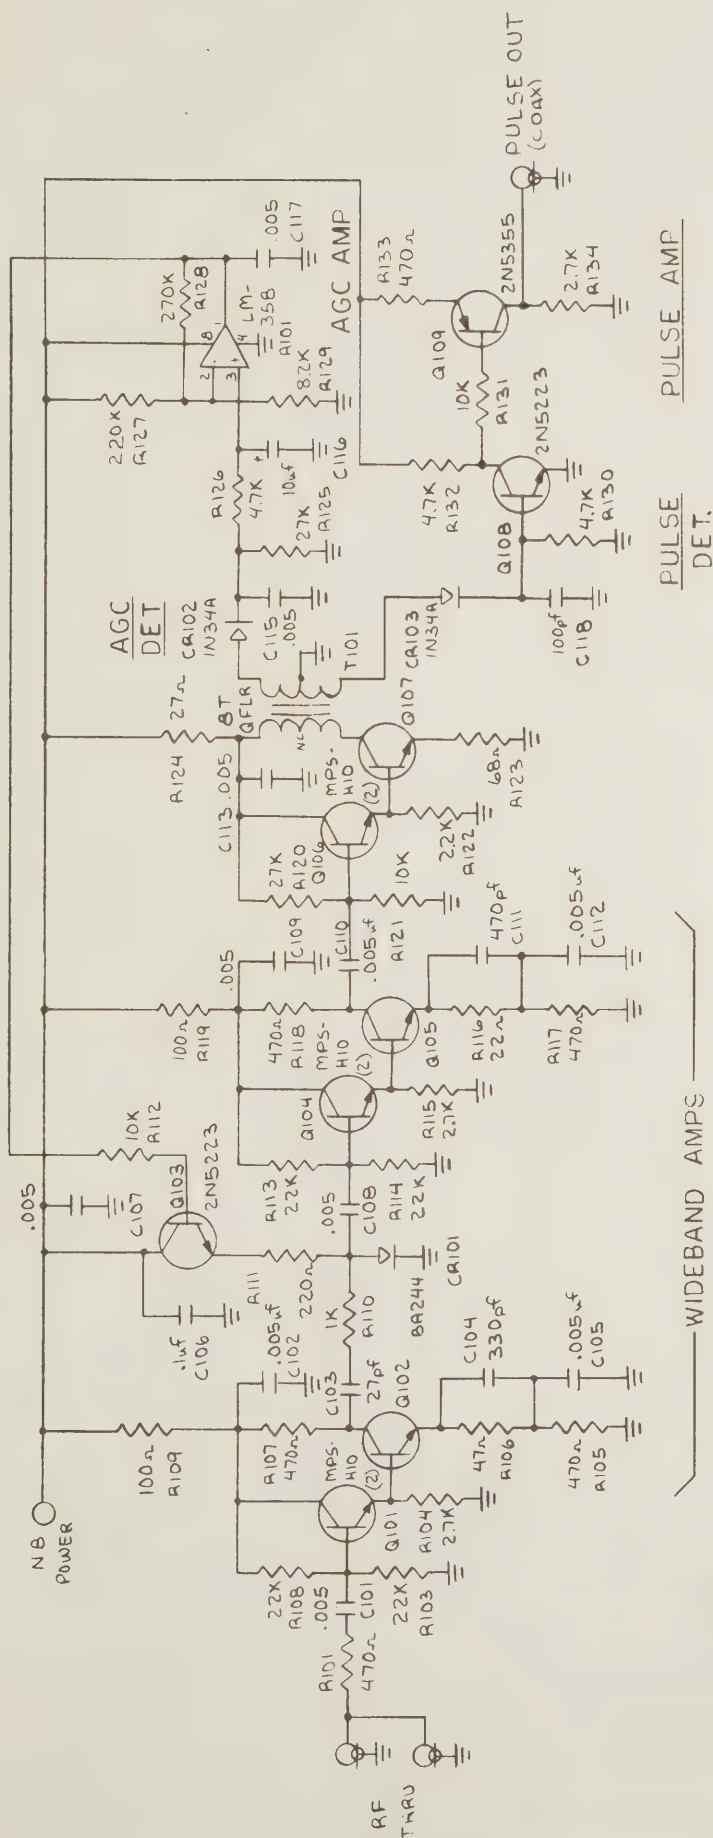 NB
POWER
RF
THRU
R101
470Ω
.005
C101
22K
R108
22K
R103
100Ω
R109
R107
470Ω
MPS-
H10
(2)
Q101
R104
2.7K
.005uf
C102
C103
27pf
Q102
47Ω
R106
470Ω
R105
C104
330pf
.005uf
C105
.1uf
C106
.005
C107
10K
R112
Q103
2N5223
R111
220Ω
1K
R110
BA244
CR101
.005
C108
R113
22K
R114
22K
Q104
R115
2.7K
100Ω
R119
470Ω
R118
MPS-
H10
(2)
.005
C109
C110
.005uf
Q105
R116
22Ω
R117
470Ω
470pf
C111
.005uf
C112
WIDEBAND AMPS
27K
R120
Q106
R121
10K
C113 .005
R124
27Ω
8T
QFLR
NL
MPS-
H10
(2)
2.2K
R122
Q107
68Ω
R123
T101
AGC
DET
CR102
1N34A
C115
.005
27K
R125
R126
4.7K
+
10uf
C116
CR103
1N34A
100pf
C118
220K
R127
270K
R128
2
3
-
+
8
1
4
LM-
358
R101
8.2K
R129
.005
C117
AGC AMP
4.7K
R132
Q108
2N5223
4.7K
R130
10K
R131
Q109
R133
470Ω
2N5355
2.7K
R134
PULSE OUT
(COAX)
PULSE
DET.
PULSE AMP